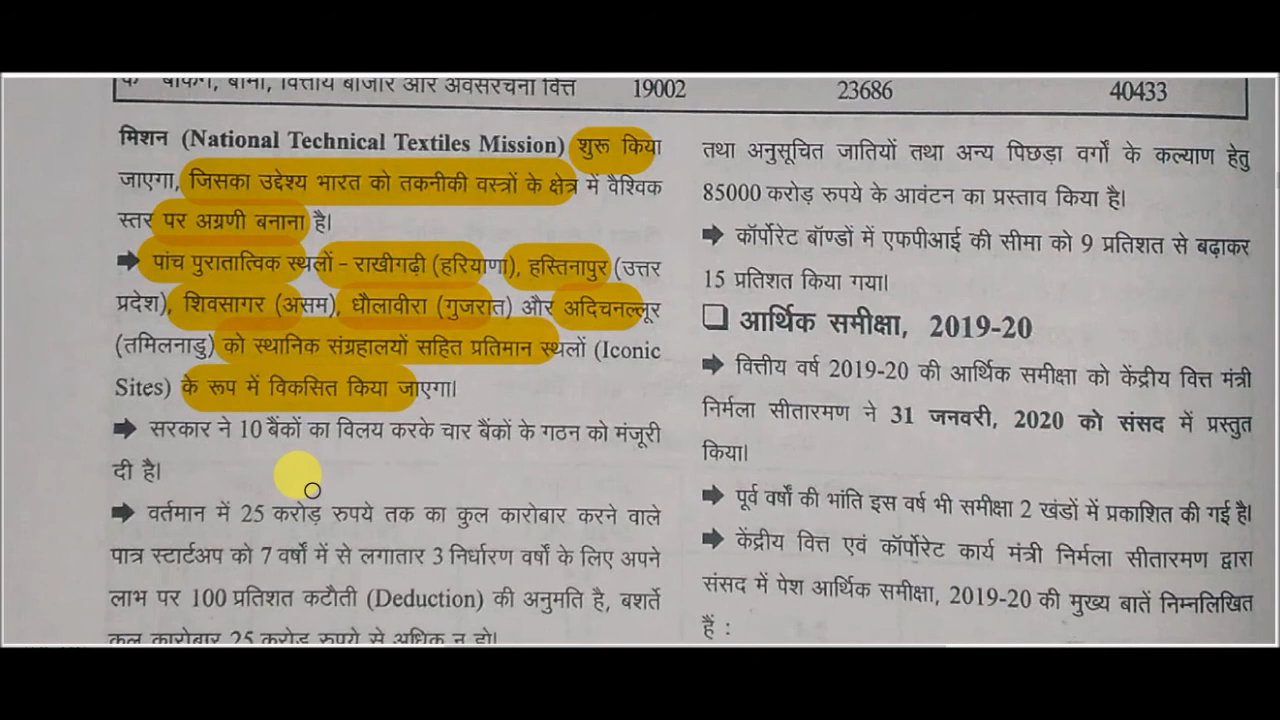 बीमा, वित्तीय बाजार और अवसंरचना वित्त 19002 23686 40433
मिशन (National Technical Textiles Mission) शुरू किया
जाएगा, जिसका उद्देश्य भारत को तकनीकी वस्त्रों के क्षेत्र में वैश्विक
स्तर पर अग्रणी बनाना है।
➡ पांच पुरातात्विक स्थलों – राखीगढ़ी (हरियाणा), हस्तिनापुर (उत्तर
प्रदेश), शिवसागर (असम), धौलावीरा (गुजरात) और अदिचनल्लूर
(तमिलनाडु) को स्थानिक संग्रहालयों सहित प्रतिमान स्थलों (Iconic
Sites) के रूप में विकसित किया जाएगा।
➡ सरकार ने 10 बैंकों का विलय करके चार बैंकों के गठन को मंजूरी
दी है।
➡ वर्तमान में 25 करोड़ रुपये तक का कुल कारोबार करने वाले
पात्र स्टार्टअप को 7 वर्षों में से लगातार 3 निर्धारण वर्षों के लिए अपने
लाभ पर 100 प्रतिशत कटौती (Deduction) की अनुमति है, बशर्ते
कुल कारोबार 25 करोड़ रुपये से अधिक न हो।
तथा अनुसूचित जातियों तथा अन्य पिछड़ा वर्गों के कल्याण हेतु
85000 करोड़ रुपये के आवंटन का प्रस्ताव किया है।
➡ कॉर्पोरेट बॉण्डों में एफपीआई की सीमा को 9 प्रतिशत से बढ़ाकर
15 प्रतिशत किया गया।
❑ आर्थिक समीक्षा, 2019-20
➡ वित्तीय वर्ष 2019-20 की आर्थिक समीक्षा को केंद्रीय वित्त मंत्री
निर्मला सीतारमण ने 31 जनवरी, 2020 को संसद में प्रस्तुत
किया।
➡ पूर्व वर्षों की भांति इस वर्ष भी समीक्षा 2 खंडों में प्रकाशित की गई है।
➡ केंद्रीय वित्त एवं कॉर्पोरेट कार्य मंत्री निर्मला सीतारमण द्वारा
संसद में पेश आर्थिक समीक्षा, 2019-20 की मुख्य बातें निम्नलिखित
हैं :